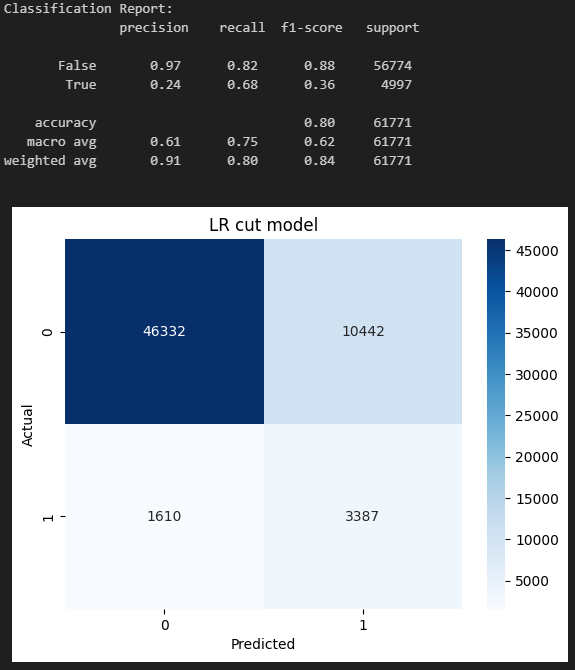 Classification Report:
precision recall f1-score support
False 0.97 0.82 0.88 56774
True 0.24 0.68 0.36 4997
accuracy 0.80 61771
macro avg 0.61 0.75 0.62 61771
weighted avg 0.91 0.80 0.84 61771
LR cut model
45000
40000
35000
30000
25000
20000
15000
10000
5000
0
46332 10442
Actual
1
1610 3387
0 1
Predicted